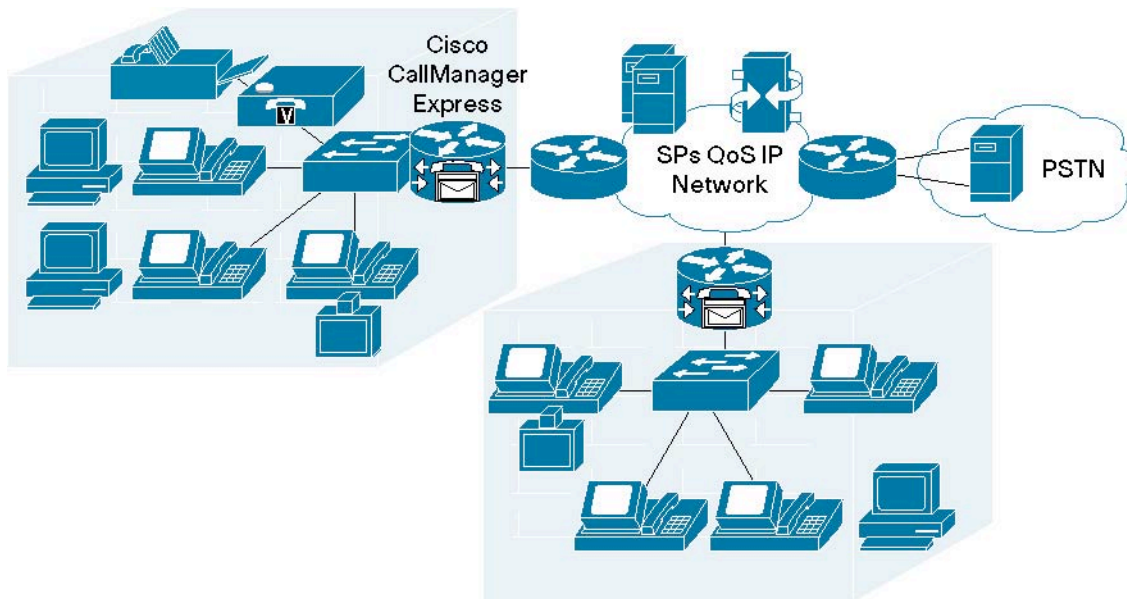 Cisco
CallManager
Express
SPs QoS IP
Network
PSTN
V